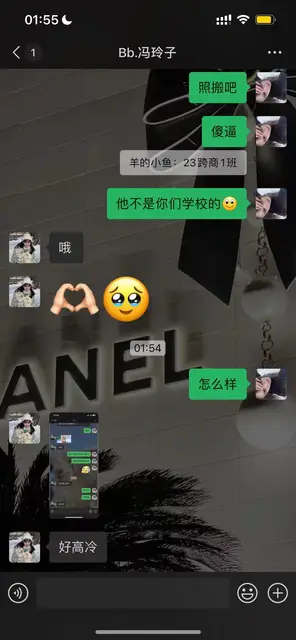 01:55
1
Bb.冯玲子
照搬吧
傻逼
羊的小鱼：23跨商1班
他不是你们学校的
哦
ANEL
01:54
怎么样
好高冷